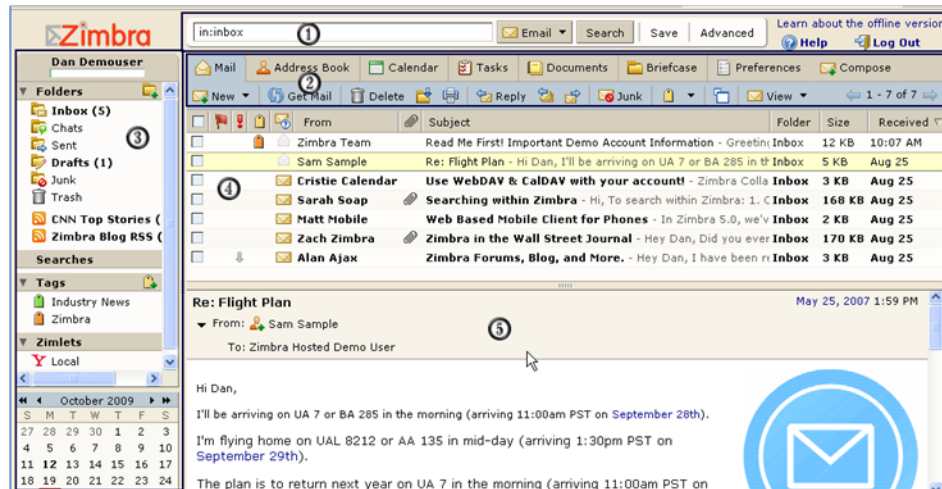 Zimbra
in:inbox
①
Email
Search
Save
Advanced
Learn about the offline version
Help
Log Out
Dan Demouser
Mail
Address Book
Calendar
Tasks
Documents
Briefcase
Preferences
Compose
②
New
Get Mail
Delete
Reply
Junk
View
1 - 7 of 7
Folders
Inbox (5)
Chats
Sent
③
Drafts (1)
Junk
Trash
CNN Top Stories (
Zimbra Blog RSS (
Searches
Tags
Industry News
Zimbra
Zimlets
Local
October 2009
S M T W T F S
27 28 29 30 1 2 3
4 5 6 7 8 9 10
11 12 13 14 15 16 17
18 19 20 21 22 23 24
From Subject Folder Size Received
Zimbra Team Read Me First! Important Demo Account Information - Greeting Inbox 12 KB 10:07 AM
Sam Sample Re: Flight Plan - Hi Dan, I'll be arriving on UA 7 or BA 285 in th Inbox 5 KB Aug 25
④
Cristie Calendar Use WebDAV & CalDAV with your account! - Zimbra Colla Inbox 3 KB Aug 25
Sarah Soap Searching within Zimbra - Hi, To search within Zimbra: 1. C Inbox 168 KB Aug 25
Matt Mobile Web Based Mobile Client for Phones - In Zimbra 5.0, we'v Inbox 2 KB Aug 25
Zach Zimbra Zimbra in the Wall Street Journal - Hey Dan, Did you ever Inbox 170 KB Aug 25
Alan Ajax Zimbra Forums, Blog, and More. - Hey Dan, I have been re Inbox 3 KB Aug 25
Re: Flight Plan
May 25, 2007 1:59 PM
From: Sam Sample
⑤
To: Zimbra Hosted Demo User
Hi Dan,
I'll be arriving on UA 7 or BA 285 in the morning (arriving 11:00am PST on September 28th).
I'm flying home on UAL 8212 or AA 135 in mid-day (arriving 1:30pm PST on
September 29th).
The plan is to return next year on UA 7 in the morning (arriving 11:00AM PST on